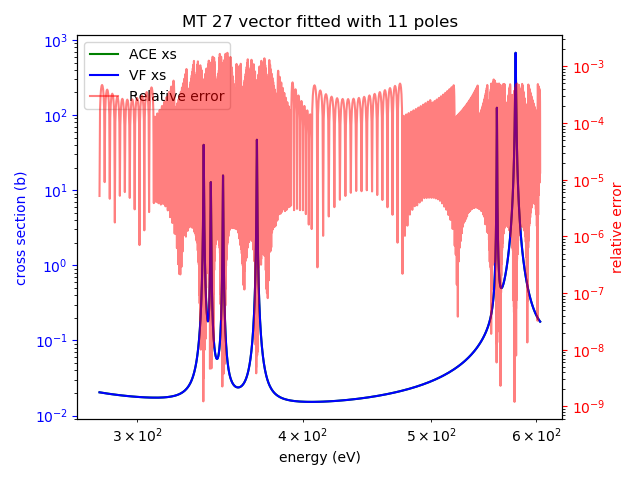 MT 27 vector fitted with 11 poles
ACE xs
VF xs
Relative error
cross section (b)
10³
10²
10¹
10⁰
10⁻¹
10⁻²
relative error
10⁻³
10⁻⁴
10⁻⁵
10⁻⁶
10⁻⁷
10⁻⁸
10⁻⁹
3 × 10² 4 × 10² 5 × 10² 6 × 10²
energy (eV)